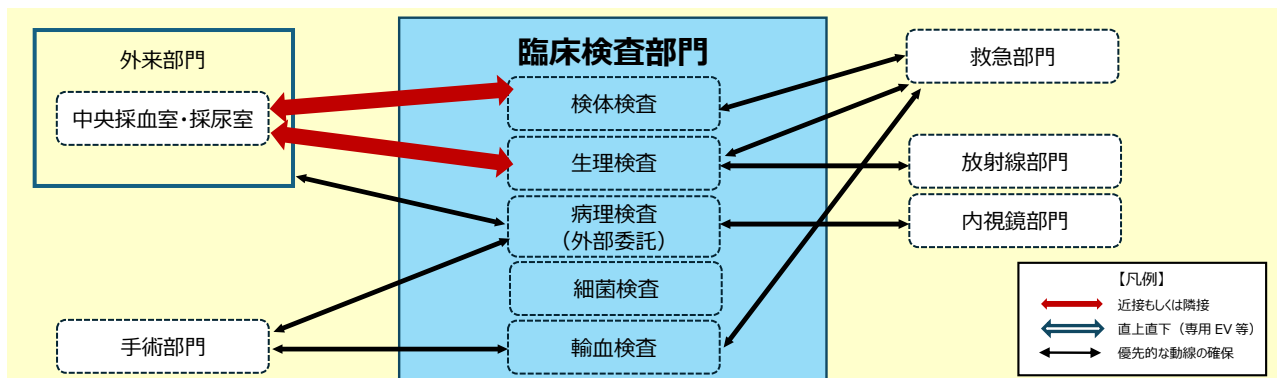 外来部門
中央採血室・採尿室
手術部門
臨床検査部門
検体検査
生理検査
病理検査
（外部委託）
細菌検査
輸血検査
救急部門
放射線部門
内視鏡部門
【凡例】
近接もしくは隣接
直上直下（専用 EV 等）
優先的な動線の確保